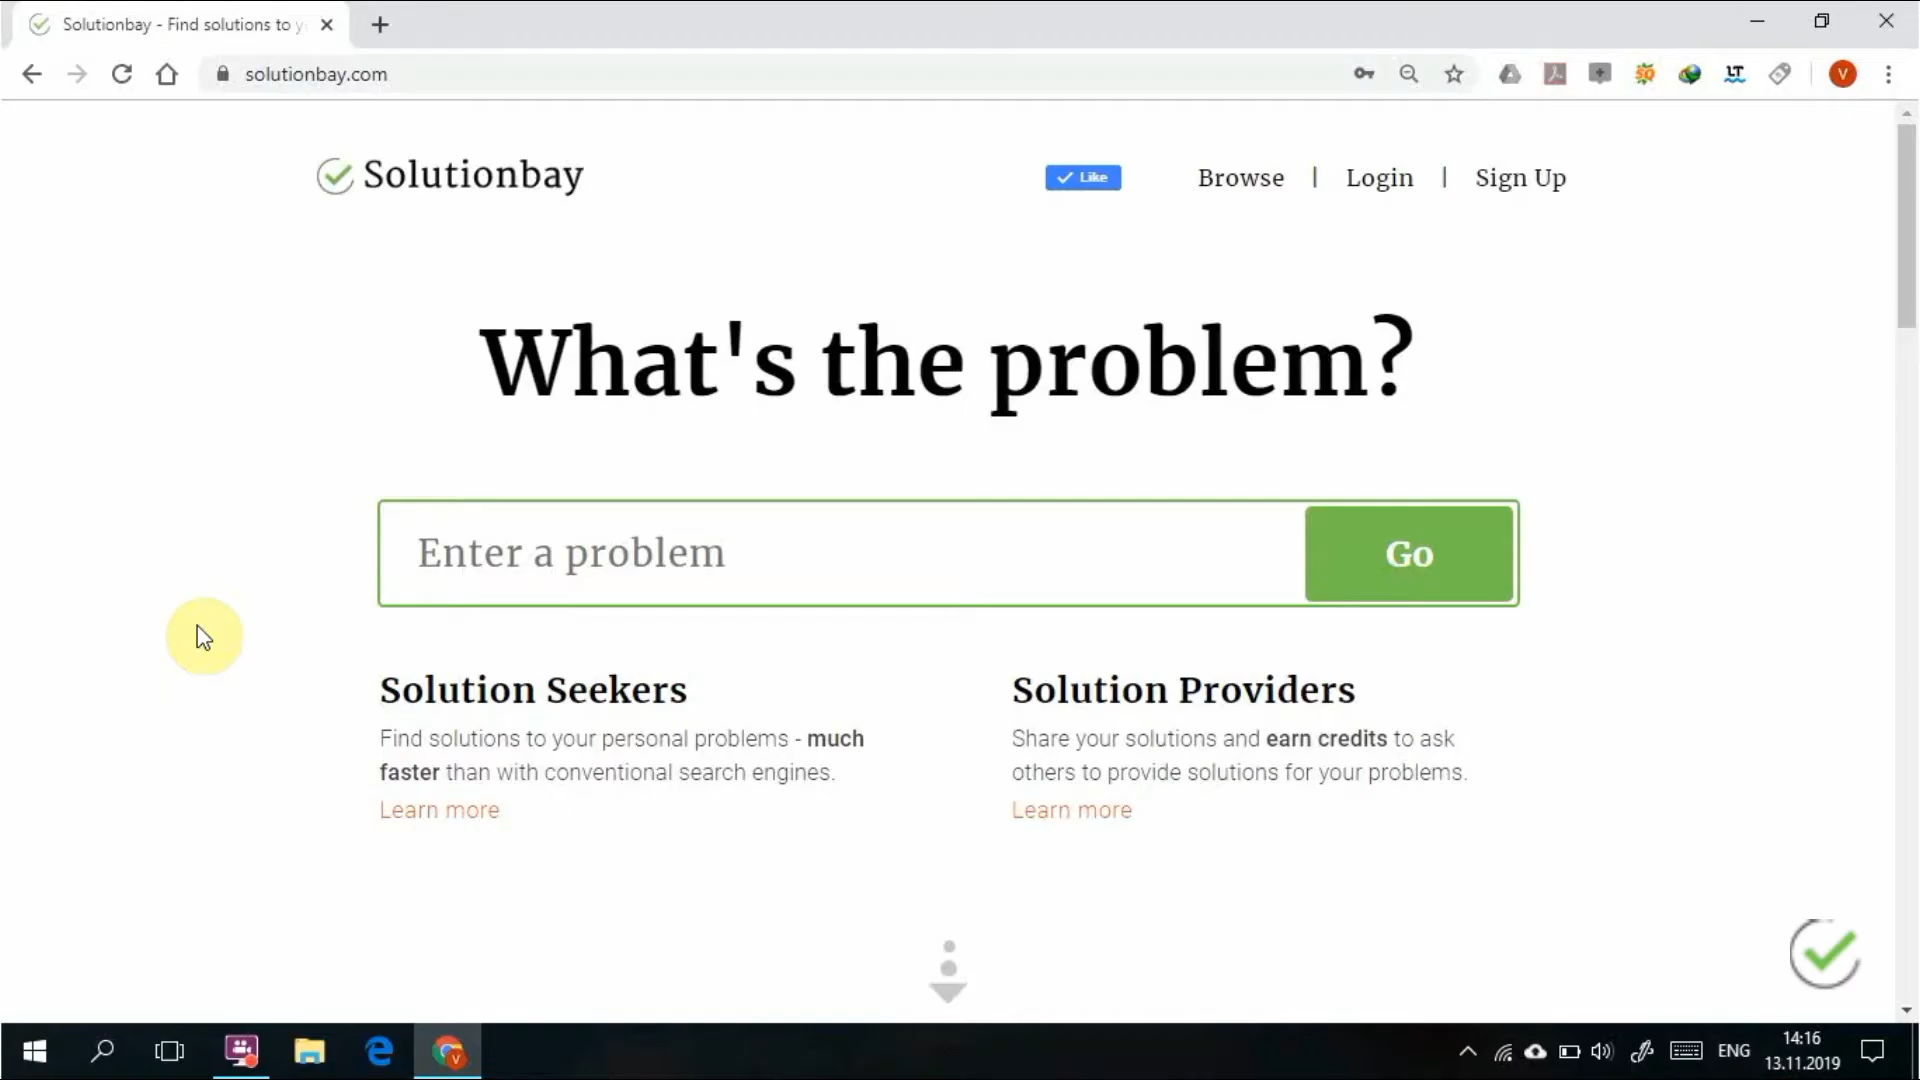 Solutionbay - Find solutions to y
solutionbay.com
SQ
LT
V
Solutionbay
Like
Browse | Login | Sign Up
What's the problem?
Enter a problem
Go
Solution Seekers
Find solutions to your personal problems - much
faster than with conventional search engines.
Learn more
Solution Providers
Share your solutions and earn credits to ask
others to provide solutions for your problems.
Learn more
V
ENG
14:16
13.11.2019